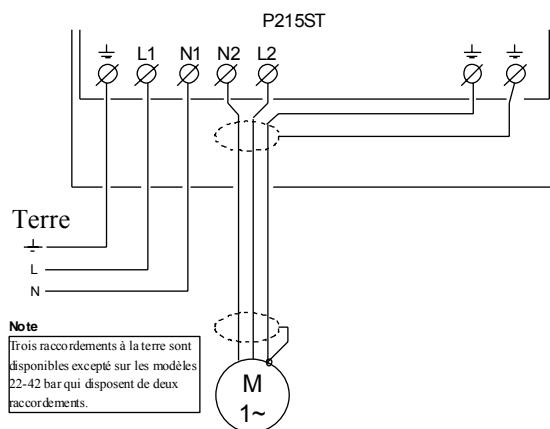 P215ST
L1 N1 N2 L2
Terre
L
N
Note
Trois raccordements à la terre sont
disponibles excepté sur les modèles
22-42 bar qui disposent de deux
raccordements.
M
1~